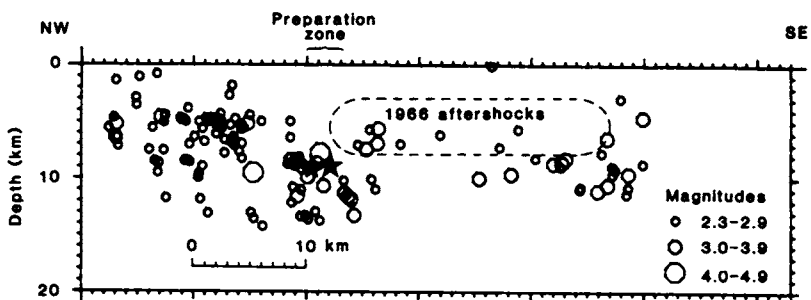 Preparation
zone
NW
SE
0
10
20
Depth (km)
1966 aftershocks
0 10 km
Magnitudes
2.3-2.9
3.0-3.9
4.0-4.9